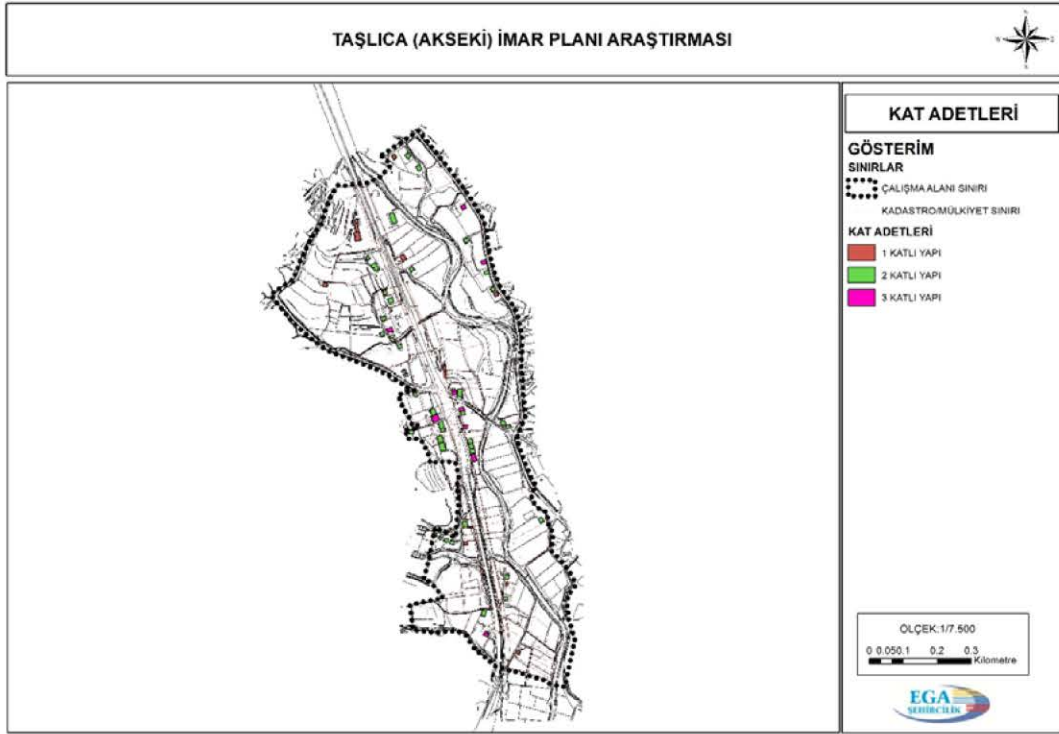 TAŞLICA (AKSEKİ) İMAR PLANI ARAŞTIRMASI
KAT ADETLERİ
GÖSTERİM
SINIRLAR
ÇALIŞMA ALANI SINIRI
KADASTRO/MÜLKİYET SINIRI
KAT ADETLERİ
1 KATLI YAPI
2 KATLI YAPI
3 KATLI YAPI
ÖLÇEK:1/7.500
0 0.050.1 0.2 0.3
Kilometre
EGA
ŞEHİRCİLİK